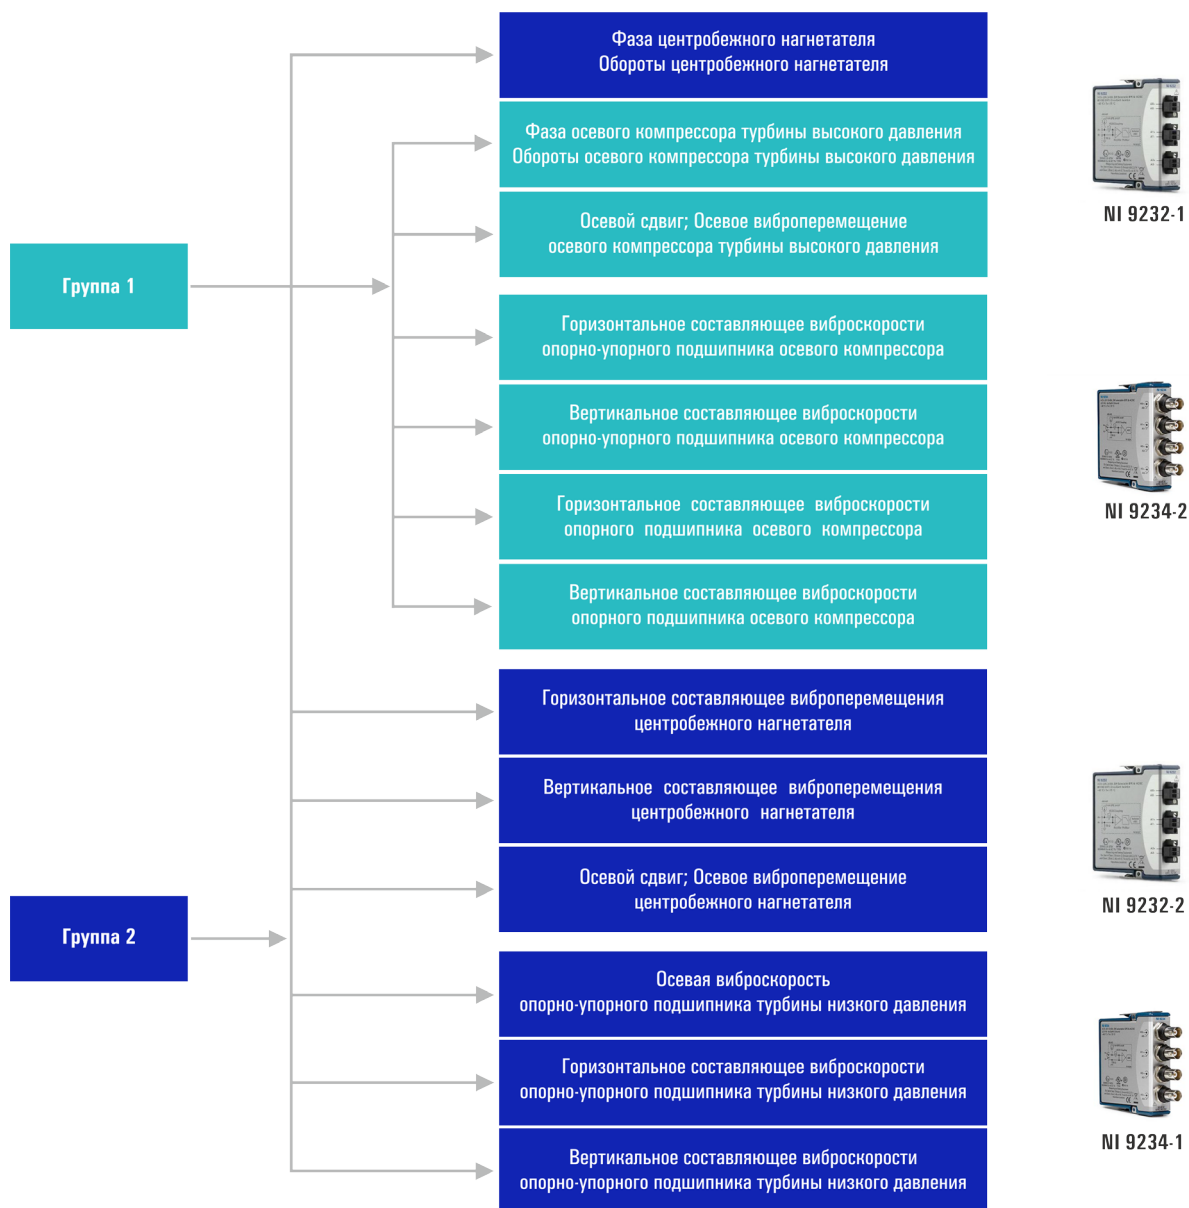 Фаза центробежного нагнетателя
Обороты центробежного нагнетателя
Фаза осевого компрессора турбины высокого давления
Обороты осевого компрессора турбины высокого давления
NI 9232-1
Осевой сдвиг; Осевое виброперемещение
осевого компрессора турбины высокого давления
Группа 1
Горизонтальное составляющее виброскорости
опорно-упорного подшипника осевого компрессора
Вертикальное составляющее виброскорости
опорно-упорного подшипника осевого компрессора
NI 9234-2
Горизонтальное составляющее виброскорости
опорного подшипника осевого компрессора
Вертикальное составляющее виброскорости
опорного подшипника осевого компрессора
Горизонтальное составляющее виброперемещения
центробежного нагнетателя
Вертикальное составляющее виброперемещения
центробежного нагнетателя
Осевой сдвиг; Осевое виброперемещение
центробежного нагнетателя
NI 9232-2
Группа 2
Осевая виброскорость
опорно-упорного подшипника турбины низкого давления
Горизонтальное составляющее виброскорости
опорно-упорного подшипника турбины низкого давления
NI 9234-1
Вертикальное составляющее виброскорости
опорно-упорного подшипника турбины низкого давления